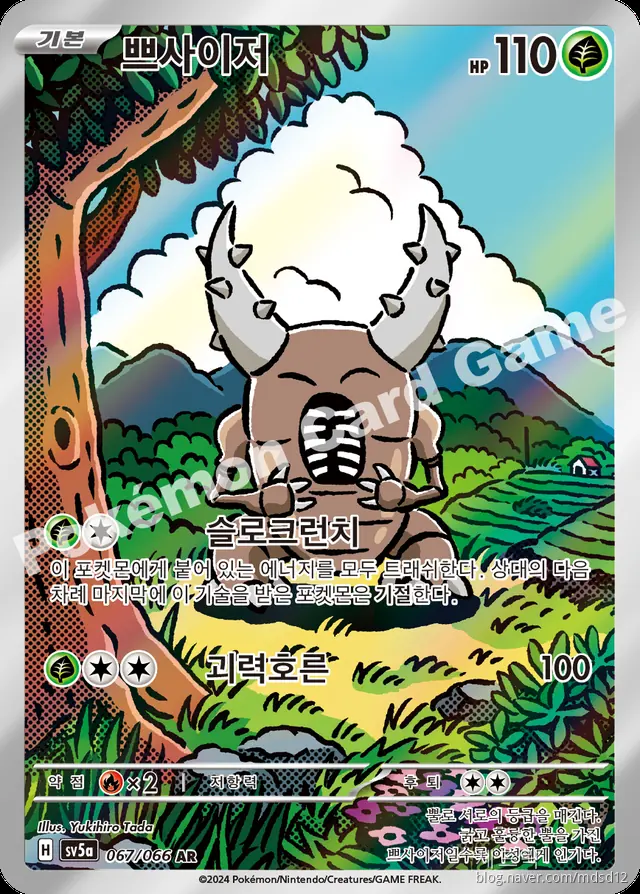 기본 쁘사이저 HP 110
슬로크런치
이 포켓몬에게 붙어 있는 에너지를 모두 트래쉬한다. 상대의 다음
차례 마지막에 이 기술을 받은 포켓몬은 기절한다.
괴력호른 100
약점 ×2 저항력 후퇴
Illus. Yukihiro Tada
H sv5a 067/066 AR
뿔로 서로의 등급을 매긴다.
굵고 훌륭한 뿔을 가진
쁘사이저일수록 이성에게 인기다.
©2024 Pokémon/Nintendo/Creatures/GAME FREAK.
Pokémon Card Game
blog.naver.com/mdsd12